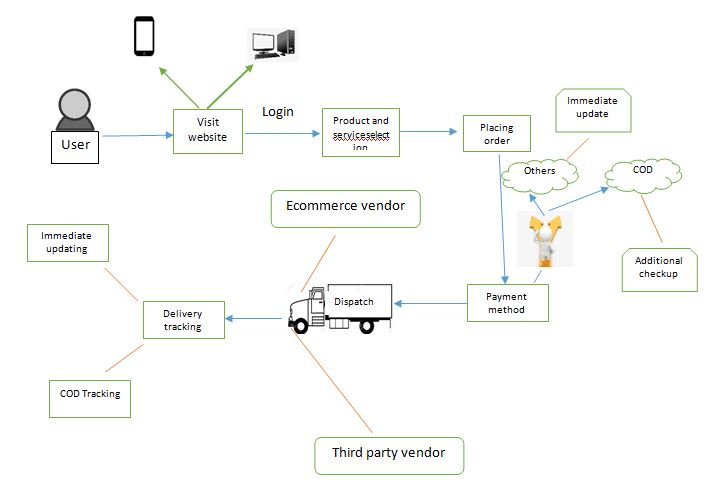 User
Visit
website
Login
Product and
serviceselect
inn
Placing
order
Immediate
update
Others
COD
Additional
checkup
Payment
method
Ecommerce vendor
Dispatch
Third party vendor
Delivery
tracking
Immediate
updating
COD Tracking